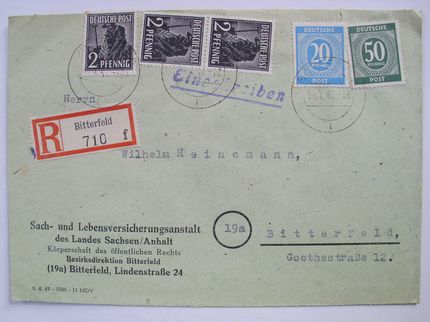 DEUTSCHE POST
2 PFENNIG
DEUTSCHE POST
2 PFENNIG
DEUTSCHE POST
2 PFENNIG
DEUTSCHE
20
PFENNIG
POST
DEUTSCHE
50
PFENNIG
POST
Einschreiben
Herrn
R
Bitterfeld
710 f
Wilhelm Heinemann,
Sach- und Lebensversicherungsanstalt
des Landes Sachsen/Anhalt
Körperschaft des öffentlichen Rechts
Bezirksdirektion Bitterfeld
(19a) Bitterfeld, Lindenstraße 24
19a
Bitterfeld,
Goethestraße 12.